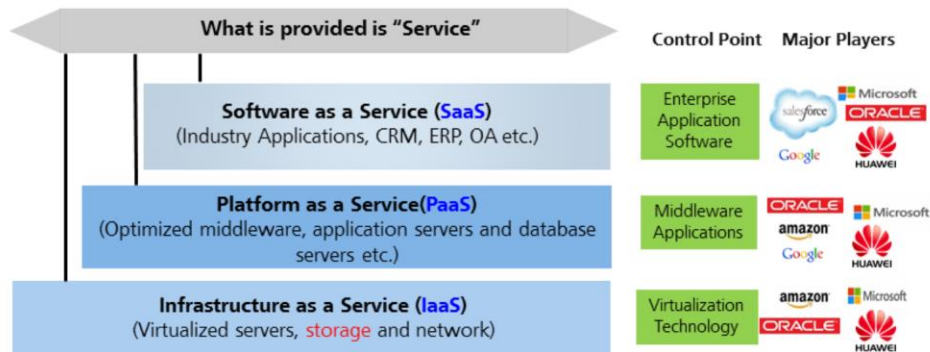 What is provided is “Service”
Control Point Major Players
Software as a Service (SaaS)
(Industry Applications, CRM, ERP, OA etc.)
Enterprise
Application
Software
salesforce
Microsoft
ORACLE
Google
HUAWEI
Platform as a Service(PaaS)
(Optimized middleware, application servers and database
servers etc.)
Middleware
Applications
ORACLE
Microsoft
amazon
Google
HUAWEI
Infrastructure as a Service (IaaS)
(Virtualized servers, storage and network)
Virtualization
Technology
amazon
Microsoft
ORACLE
HUAWEI